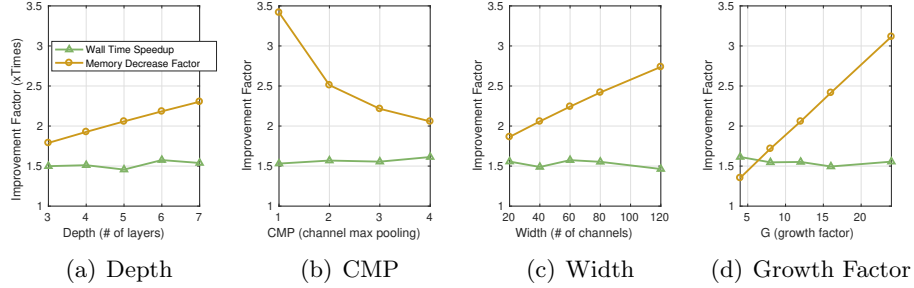 3.5
3
2.5
2
1.5
1
Improvement Factor (xTimes)
Wall Time Speedup
Memory Decrease Factor
3 4 5 6 7
Depth (# of layers)
(a) Depth
3.5
3
2.5
2
1.5
1
Improvement Factor
1 2 3 4
CMP (channel max pooling)
(b) CMP
3.5
3
2.5
2
1.5
1
Improvement Factor
20 40 60 80 100 120
Width (# of channels)
(c) Width
3.5
3
2.5
2
1.5
1
Improvement Factor
5 10 15 20
G (growth factor)
(d) Growth Factor